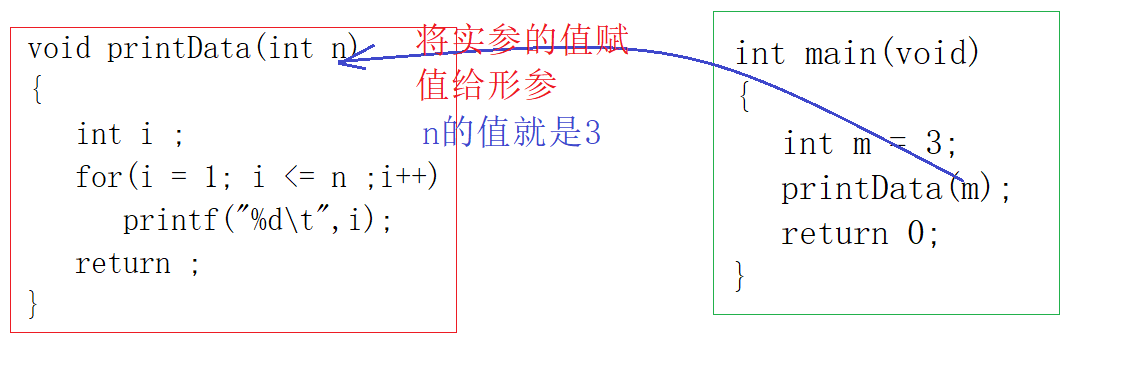 void printData(int n)
{
int i ;
for(i = 1; i <= n ;i++)
printf("%d\t",i);
return ;
}
将实参的值赋
值给形参
n的值就是3
int main(void)
{
int m = 3;
printData(m);
return 0;
}